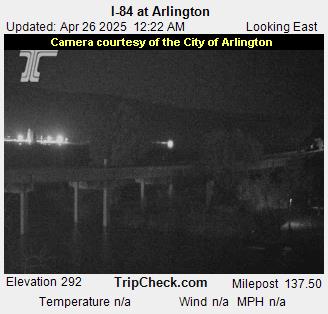 I-84 at Arlington
Updated: Apr 26 2025 12:22 AM Looking East
Camera courtesy of the City of Arlington
Elevation 292 TripCheck.com Milepost 137.50
Temperature n/a Wind n/a MPH n/a